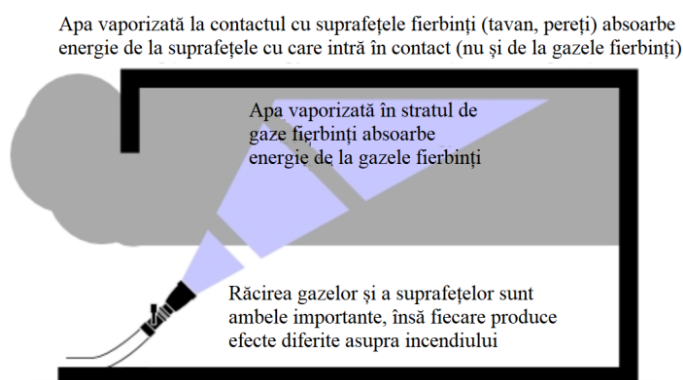 Apa vaporizată la contactul cu suprafețele fierbinți (tavan, pereți) absoarbe
energie de la suprafețele cu care intră în contact (nu și de la gazele fierbinți)
Apa vaporizată în stratul de
gaze fierbinți absoarbe
energie de la gazele fierbinți
Răcirea gazelor și a suprafețelor sunt
ambele importante, însă fiecare produce
efecte diferite asupra incendiului